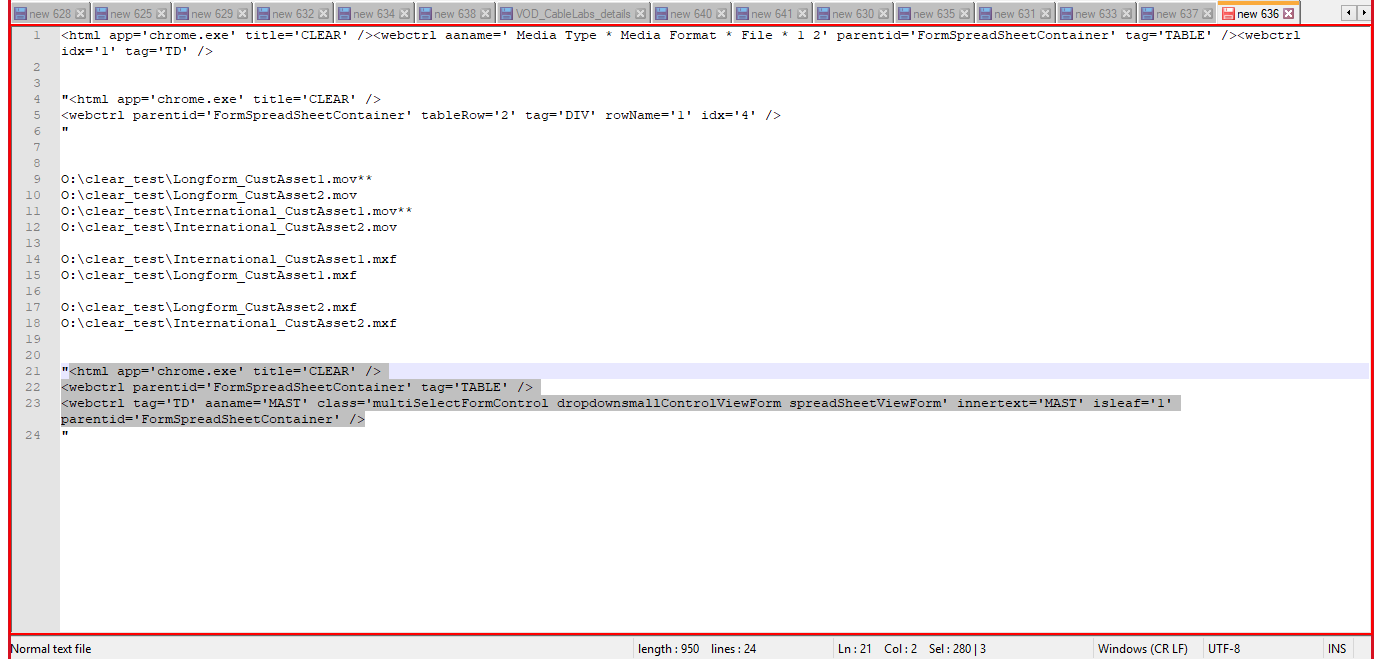 new 628 new 625 new 629 new 632 new 634 new 638 VOD_CableLabs_details new 640 new 641 new 630 new 635 new 631 new 633 new 637 new 636
1 <html app='chrome.exe' title='CLEAR' /><webctrl aaname=' Media Type * Media Format * File * 1 2' parentid='FormSpreadSheetContainer' tag='TABLE' /><webctrl
idx='1' tag='TD' />
2
3
4 "<html app='chrome.exe' title='CLEAR' />
5 <webctrl parentid='FormSpreadSheetContainer' tableRow='2' tag='DIV' rowName='1' idx='4' />
6 "
7
8
9 O:\clear_test\Longform_CustAsset1.mov**
10 O:\clear_test\Longform_CustAsset2.mov
11 O:\clear_test\International_CustAsset1.mov**
12 O:\clear_test\International_CustAsset2.mov
13
14 O:\clear_test\International_CustAsset1.mxf
15 O:\clear_test\Longform_CustAsset1.mxf
16
17 O:\clear_test\Longform_CustAsset2.mxf
18 O:\clear_test\International_CustAsset2.mxf
19
20
21 "<html app='chrome.exe' title='CLEAR' />
22 <webctrl parentid='FormSpreadSheetContainer' tag='TABLE' />
23 <webctrl tag='TD' aaname='MAST' class='multiSelectFormControl dropdownsmallControlViewForm spreadSheetViewForm' innertext='MAST' isleaf='1'
parentid='FormSpreadSheetContainer' />
24 "
Normal text file length : 950 lines : 24 Ln : 21 Col : 2 Sel : 280 | 3 Windows (CR LF) UTF-8 INS